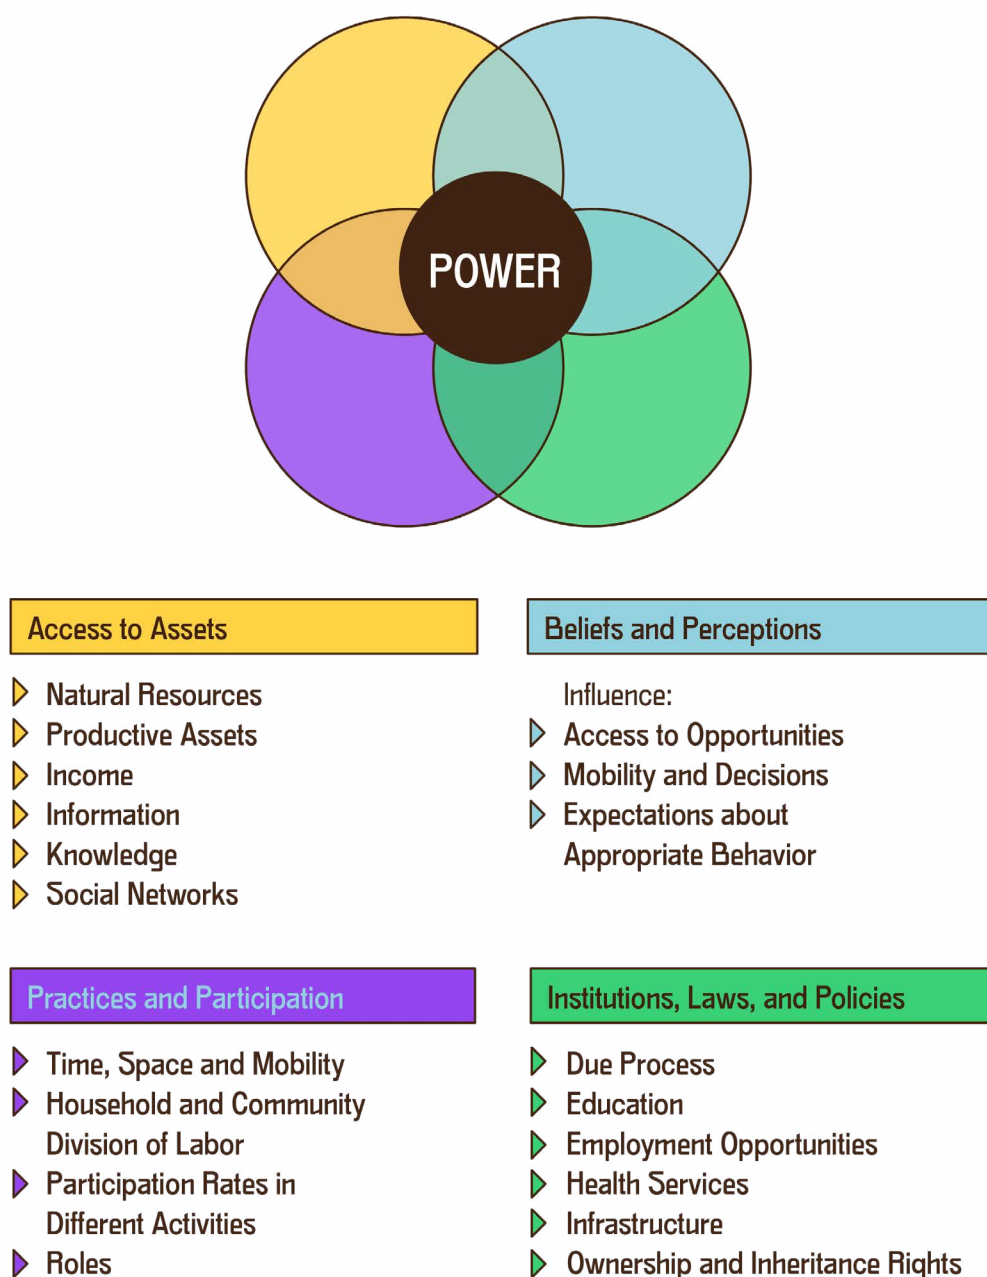 POWER
Access to Assets
Natural Resources
Productive Assets
Income
Information
Knowledge
Social Networks
Beliefs and Perceptions
Influence:
Access to Opportunities
Mobility and Decisions
Expectations about
Appropriate Behavior
Practices and Participation
Time, Space and Mobility
Household and Community
Division of Labor
Participation Rates in
Different Activities
Roles
Institutions, Laws, and Policies
Due Process
Education
Employment Opportunities
Health Services
Infrastructure
Ownership and Inheritance Rights